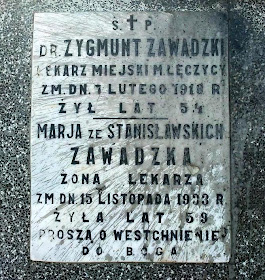 Ś. † P.
DR. ZYGMUNT ZAWADZKI
LEKARZ MIEJSKI M. ŁĘCZYCY
ZM. DN. 1 LUTEGO 1918 R.
ŻYŁ LAT 54
MARJA ZE STANISŁAWSKICH
ZAWADZKA
ŻONA LEKARZA
ZM DN 15 LISTOPADA 1933 R.
ŻYŁA LAT 59
PROSZĄ O WESTCHNIENIE
DO BOGA